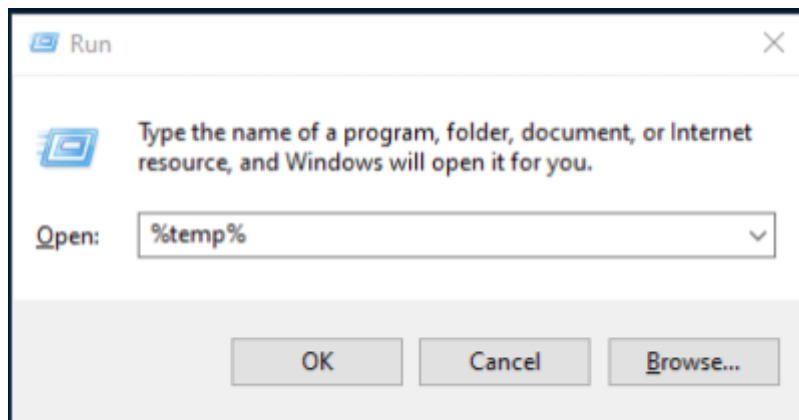 Run
Type the name of a program, folder, document, or Internet
resource, and Windows will open it for you.
Open: %temp%
OK Cancel Browse...